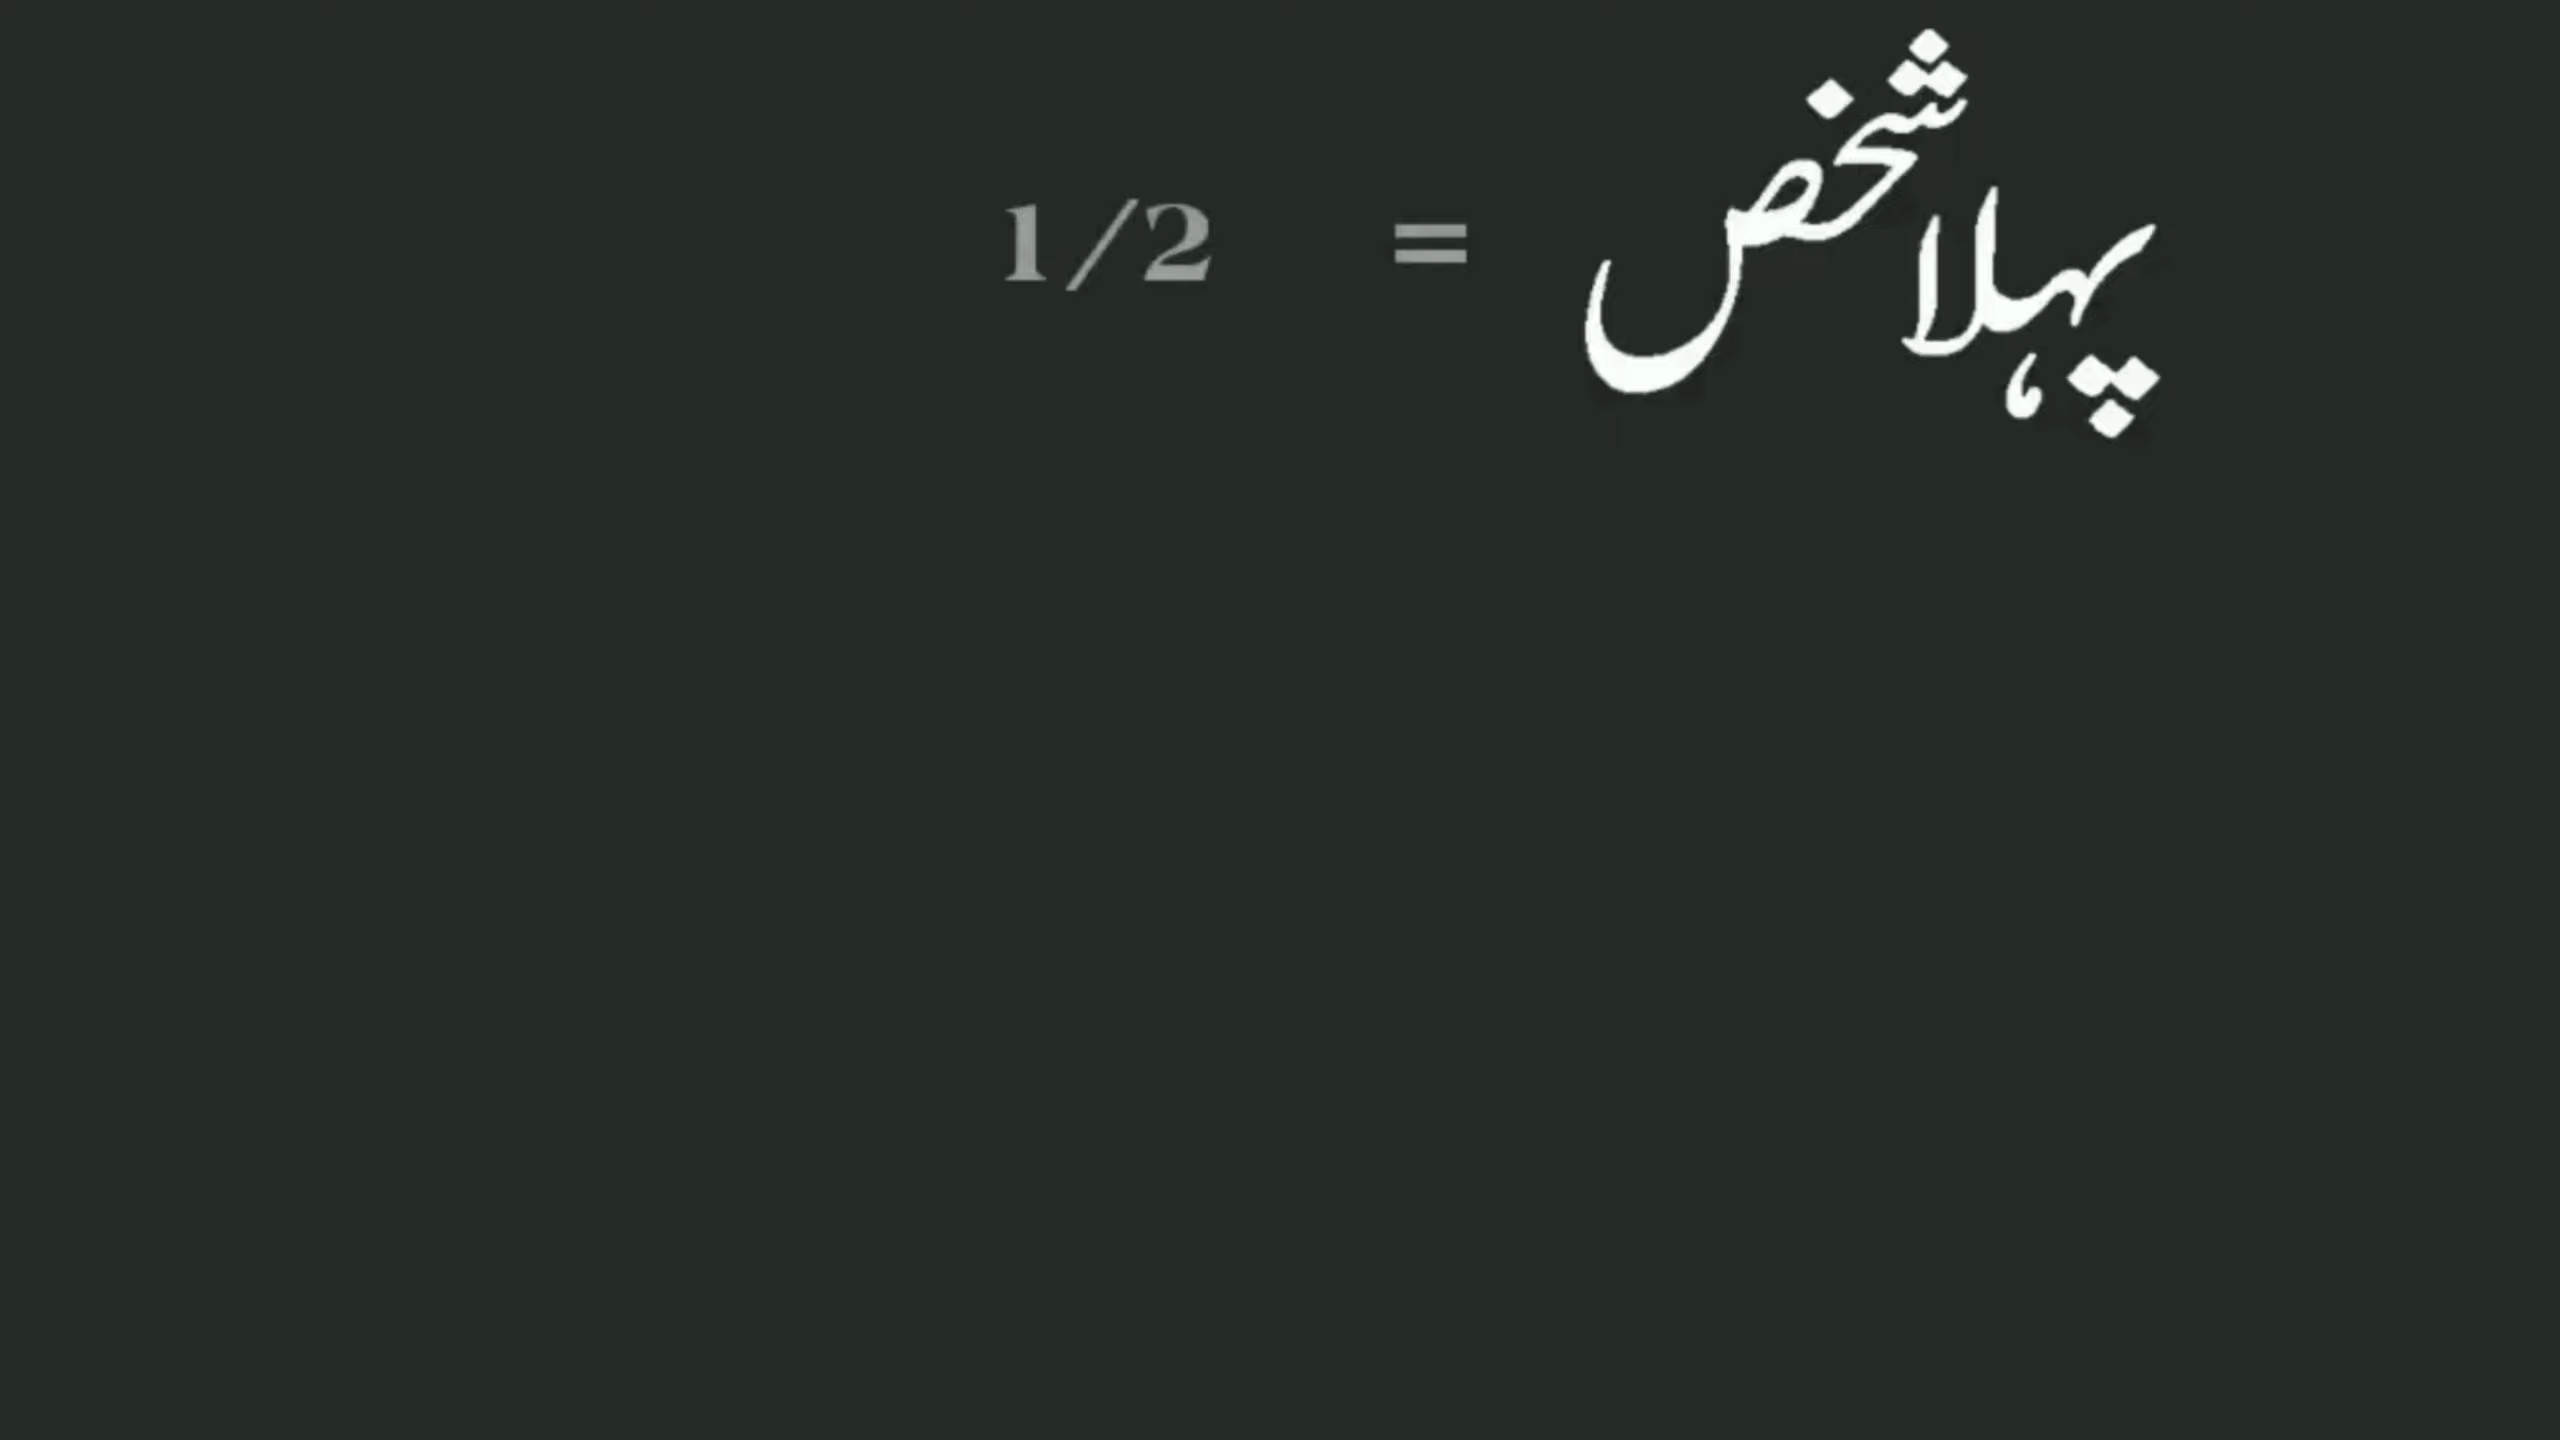 پہلا شخص = 1/2